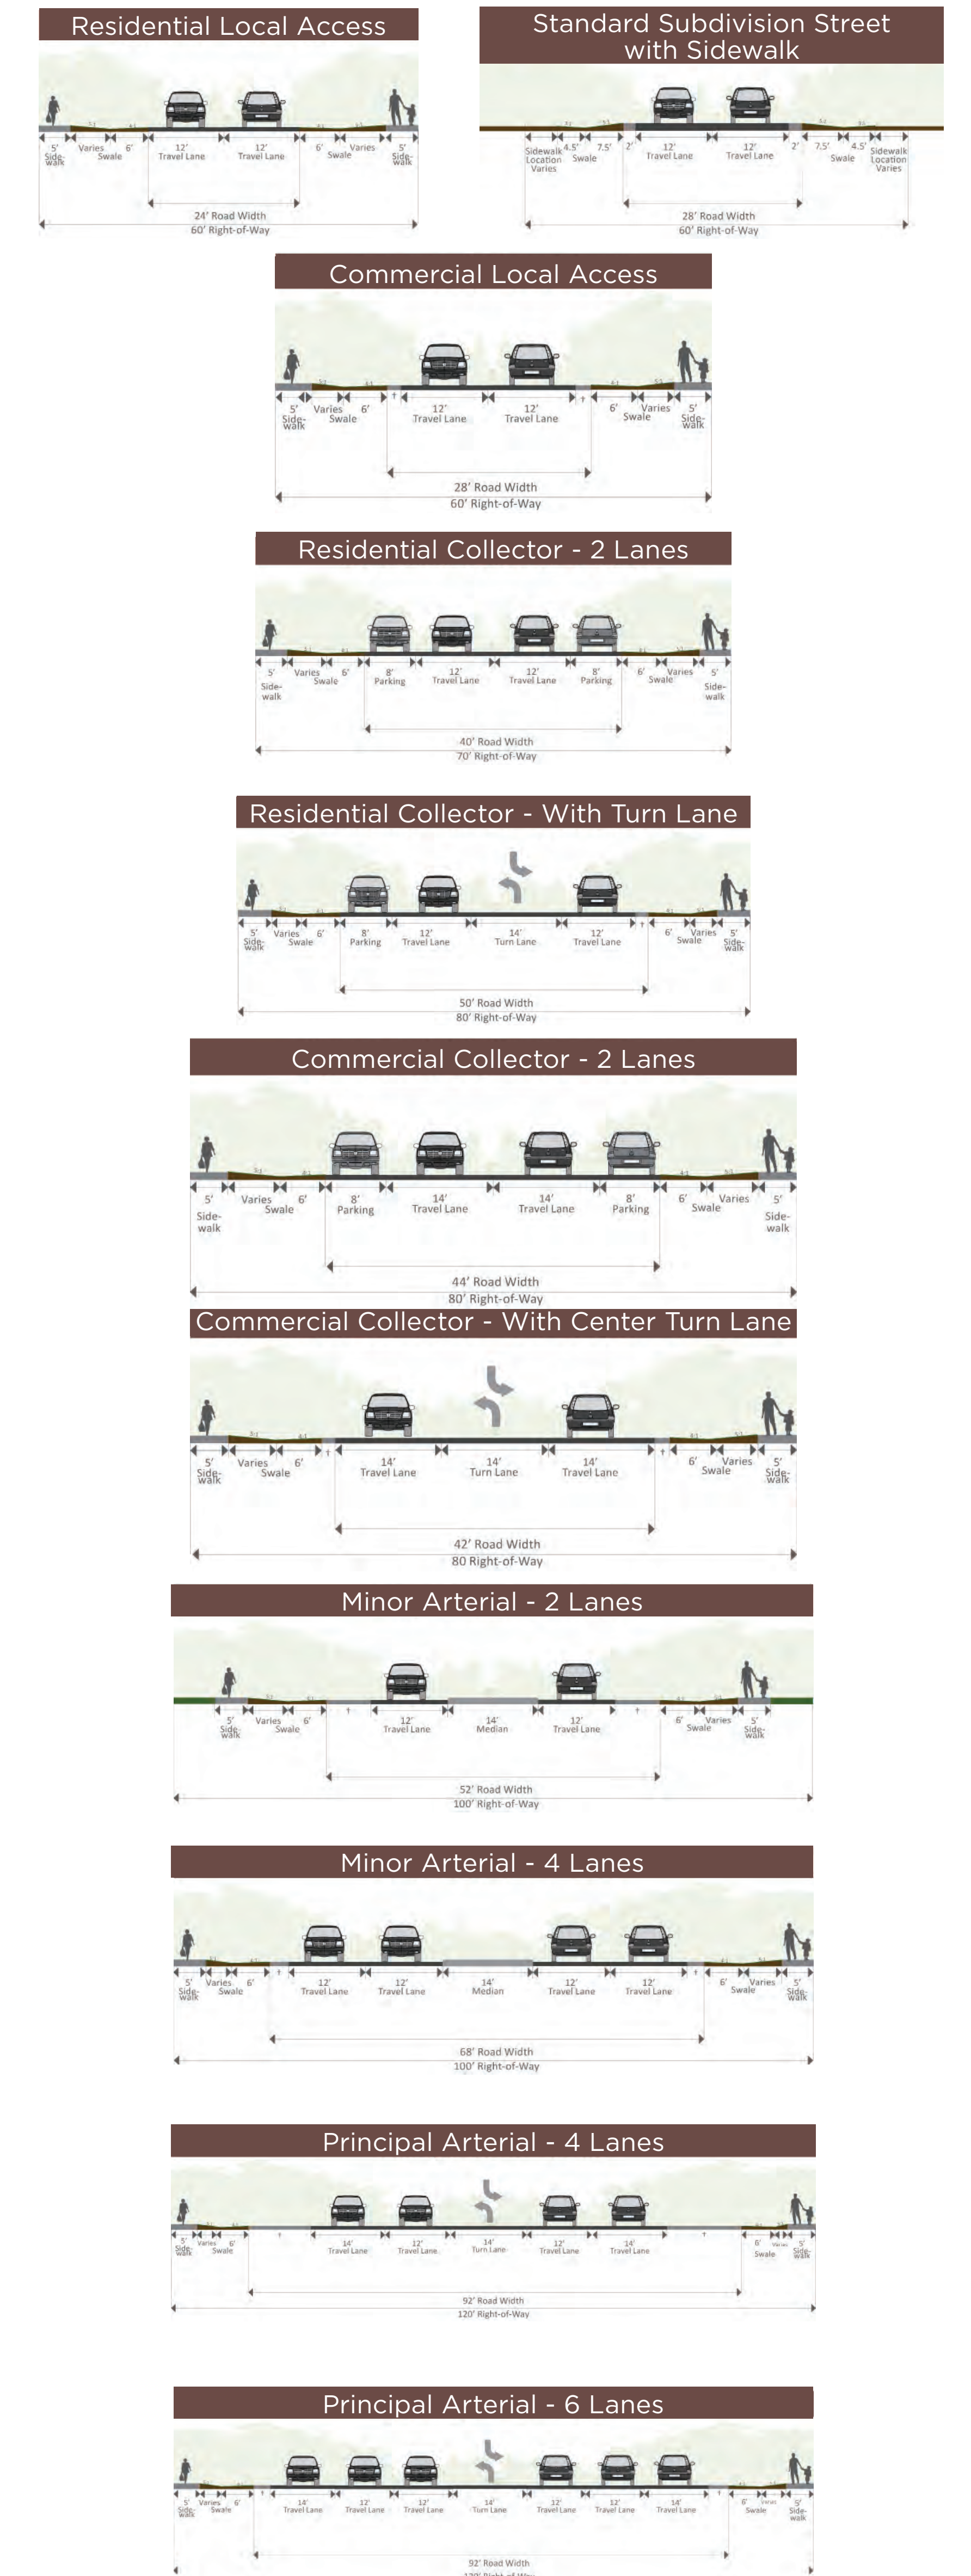 Residential Local Access
5' Varies 6' 12' 12' 6' Varies 5'
Side- Swale Travel Lane Travel Lane Swale Side-
walk walk
24' Road Width
60' Right-of-Way
Standard Subdivision Street
with Sidewalk
Sidewalk 4.5' 7.5' 2' 12' 12' 2' 7.5' 4.5' Sidewalk
Location Swale Travel Lane Travel Lane Swale Location
Varies Varies
28' Road Width
60' Right-of-Way
Commercial Local Access
† †
5' Varies 6' 12' 12' 6' Varies 5'
Side- Swale Travel Lane Travel Lane Swale Side-
walk walk
28' Road Width
60' Right-of-Way
Residential Collector - 2 Lanes
5' Varies 6' 8' 12' 12' 8' 6' Varies 5'
Side- Swale Parking Travel Lane Travel Lane Parking Swale Side-
walk walk
40' Road Width
70' Right-of-Way
Residential Collector - With Turn Lane
†
5' Varies 6' 8' 12' 14' 12' 6' Varies 5'
Side- Swale Parking Travel Lane Turn Lane Travel Lane Swale Side-
walk walk
50' Road Width
80' Right-of-Way
Commercial Collector - 2 Lanes
5' Varies 6' 8' 14' 14' 8' 6' Varies 5'
Side- Swale Parking Travel Lane Travel Lane Parking Swale Side-
walk walk
44' Road Width
80' Right-of-Way
Commercial Collector - With Center Turn Lane
† †
5' Varies 6' 14' 14' 14' 6' Varies 5'
Side- Swale Travel Lane Turn Lane Travel Lane Swale Side-
walk walk
42' Road Width
80 Right-of-Way
Minor Arterial - 2 Lanes
† †
5' Varies 6' 12' 14' 12' 6' Varies 5'
Side- Swale Travel Lane Median Travel Lane Swale Side-
walk walk
52' Road Width
100' Right-of-Way
Minor Arterial - 4 Lanes
† †
5' Varies 6' 12' 12' 14' 12' 12' 6' Varies 5'
Side- Swale Travel Lane Travel Lane Median Travel Lane Travel Lane Swale Side-
walk walk
68' Road Width
100' Right-of-Way
Principal Arterial - 4 Lanes
† †
5' Varies 6' 14' 12' 14' 12' 14' 6' Varies 5'
Side- Swale Travel Lane Travel Lane Turn Lane Travel Lane Travel Lane Swale Side-
walk walk
92' Road Width
120' Right-of-Way
Principal Arterial - 6 Lanes
† †
5' Varies 6' 14' 12' 12' 14' 12' 12' 14' 6' Varies 5'
Side- Swale Travel Lane Travel Lane Travel Lane Turn Lane Travel Lane Travel Lane Travel Lane Swale Side-
walk walk
92' Road Width